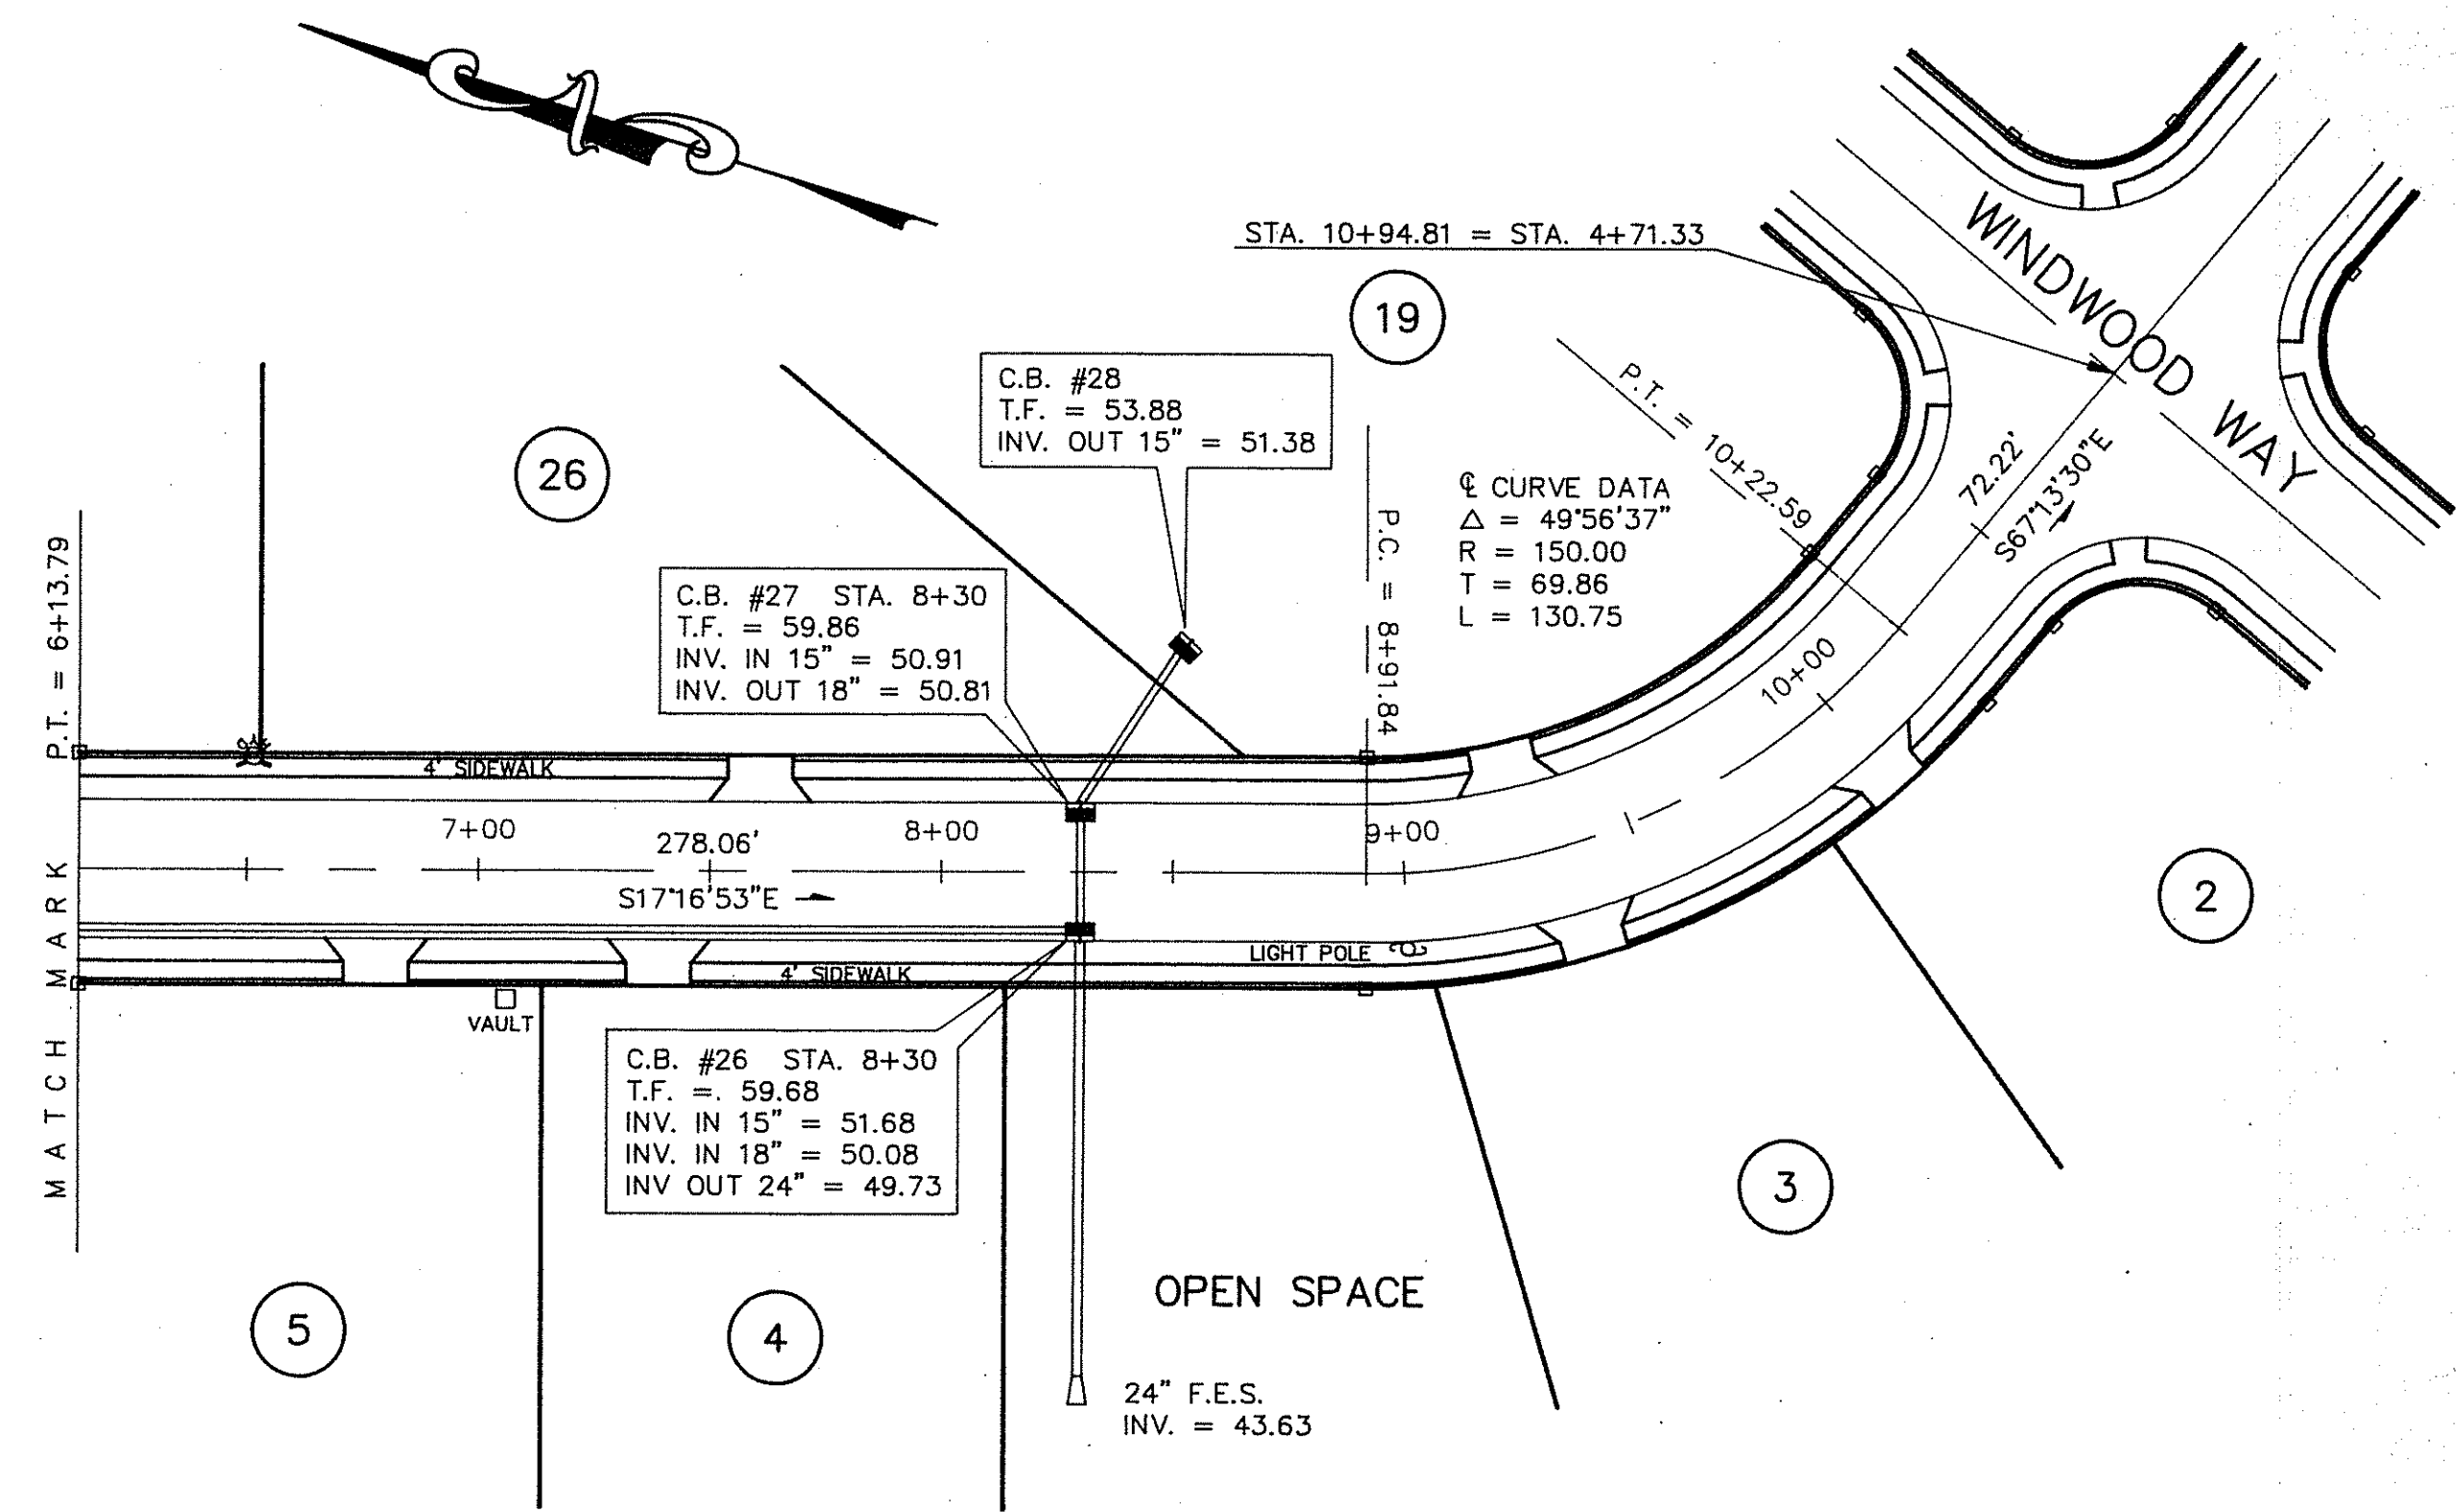 STA. 10+94.81 = STA. 4+71.33
WINDWOOD WAY
19
C.B. #28
T.F. = 53.88
INV. OUT 15" = 51.38
26
P.T. = 10+22.59
72.22'
S67°13'30"E
℄ CURVE DATA
Δ = 49°56'37"
R = 150.00
T = 69.86
L = 130.75
P.C. = 8+91.84
P.T. = 6+13.79
C.B. #27 STA. 8+30
T.F. = 59.86
INV. IN 15" = 50.91
INV. OUT 18" = 50.81
10+00
4' SIDEWALK
7+00
278.06'
8+00
9+00
S17°16'53"E
MATCH MARK
LIGHT POLE
4' SIDEWALK
VAULT
2
C.B. #26 STA. 8+30
T.F. =. 59.68
INV. IN 15" = 51.68
INV. IN 18" = 50.08
INV OUT 24" = 49.73
3
OPEN SPACE
5
4
24" F.E.S.
INV. = 43.63